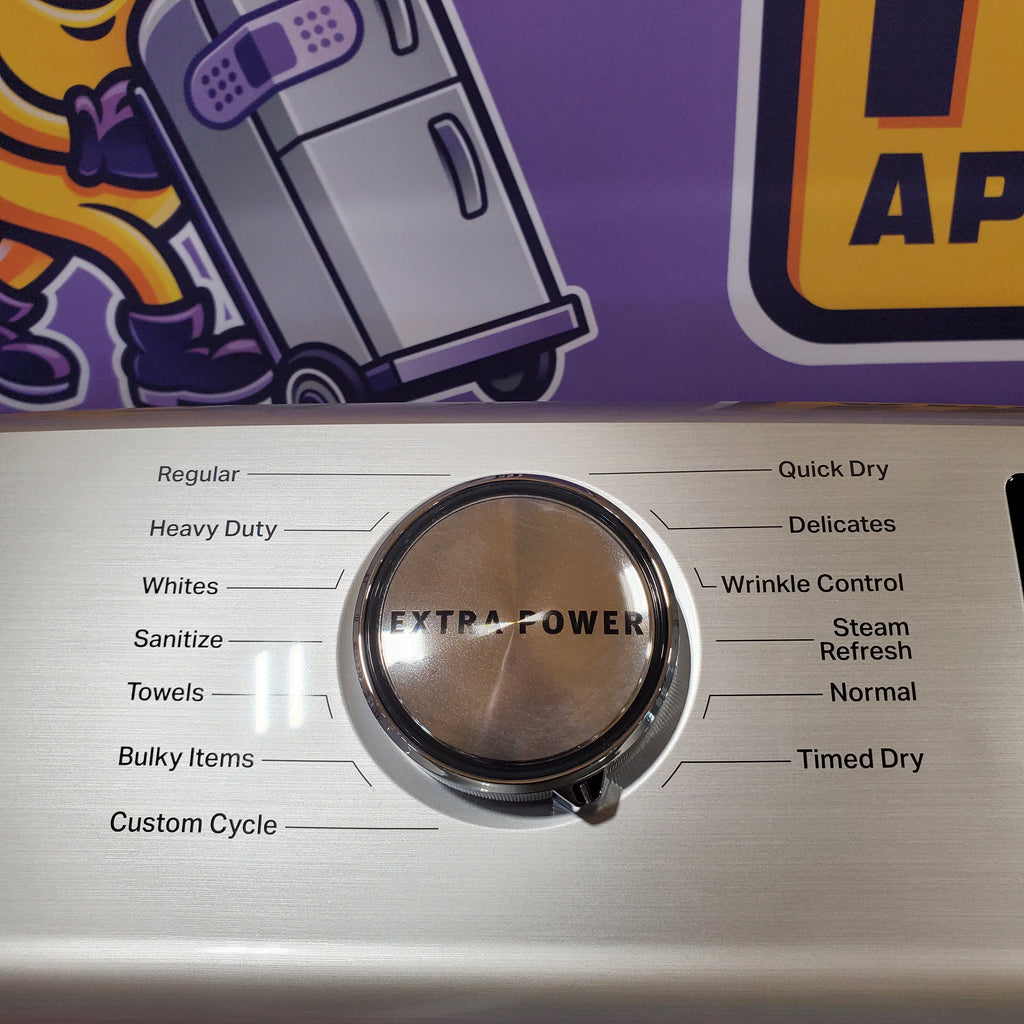 AP
Regular
Quick Dry
Heavy Duty
Delicates
Whites
Wrinkle Control
EXTRA POWER
Sanitize
Steam
Refresh
Towels
Normal
Bulky Items
Timed Dry
Custom Cycle